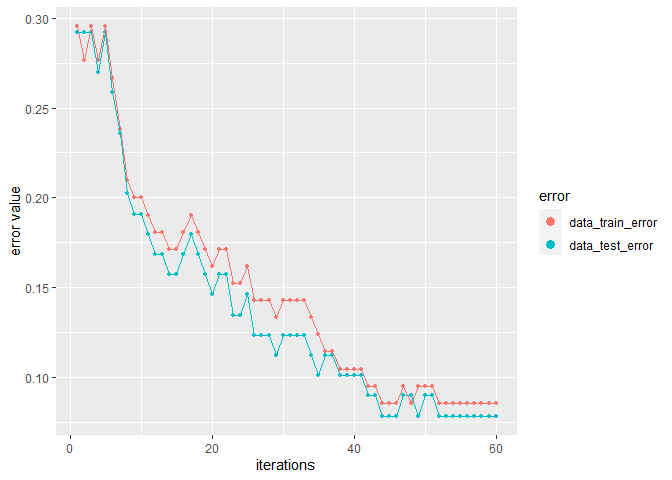 0.30
0.25
0.20
0.15
0.10
error value
0
20
40
60
iterations
error
data_train_error
data_test_error